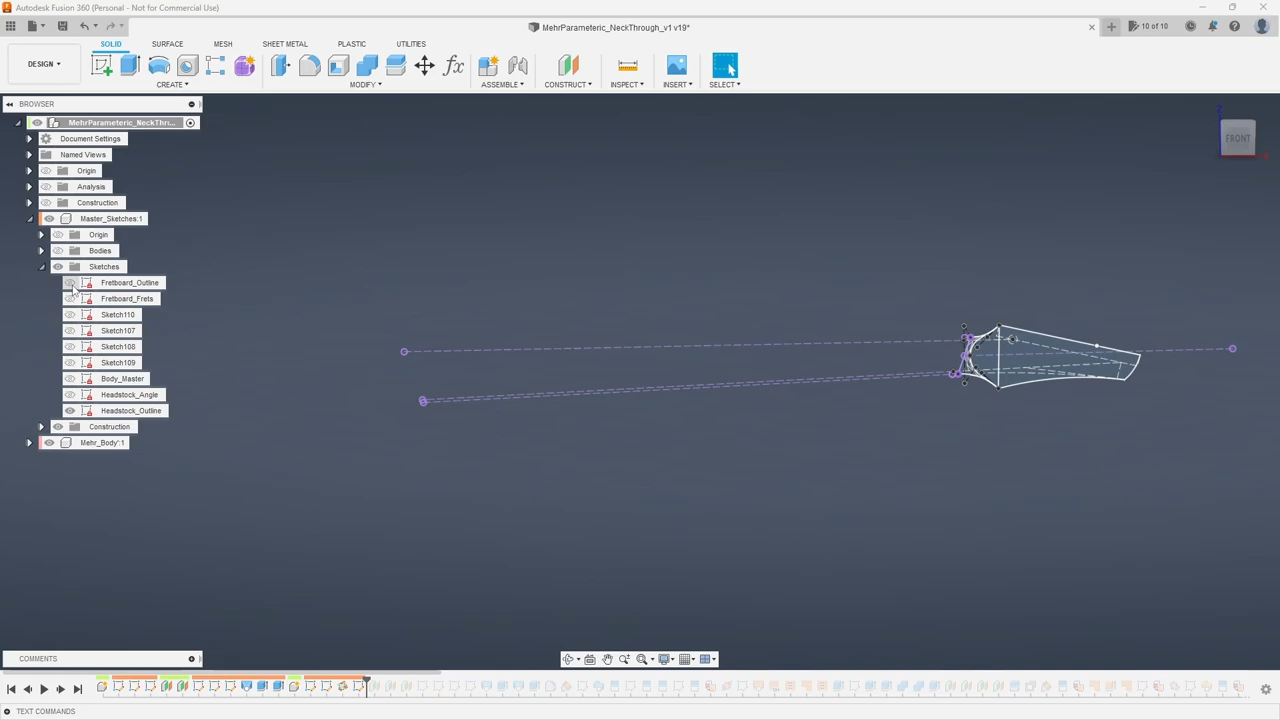 Autodesk Fusion 360 (Personal - Not for Commercial Use)
MehrParameteric_NeckThrough_v1 v19*
10 of 10
DESIGN
SOLID
SURFACE
MESH
SHEET METAL
PLASTIC
UTILITIES
CREATE
MODIFY
ASSEMBLE
CONSTRUCT
INSPECT
INSERT
SELECT
BROWSER
MehrParameteric_NeckThri...
Document Settings
Named Views
Origin
Analysis
Construction
Master_Sketches:1
Origin
Bodies
Sketches
Fretboard_Outline
Fretboard_Frets
Sketch110
Sketch107
Sketch108
Sketch109
Body_Master
Headstock_Angle
Headstock_Outline
Construction
Mehr_Body':1
Z
FRONT
X
COMMENTS
TEXT COMMANDS